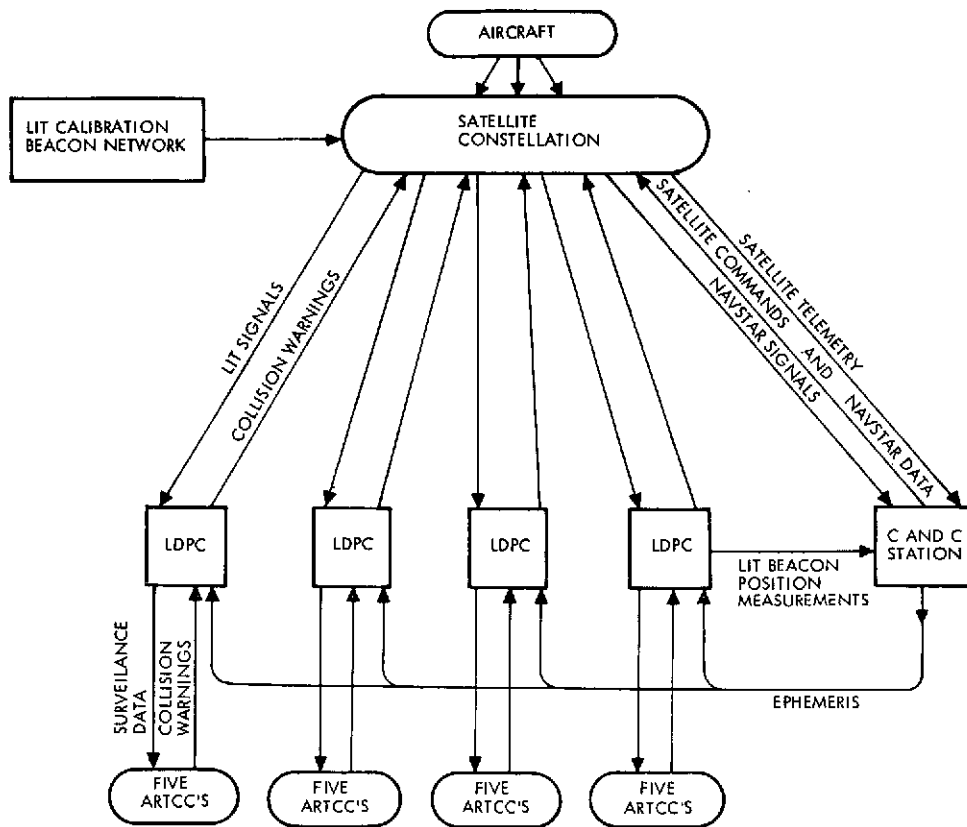 AIRCRAFT
LIT CALIBRATION
BEACON NETWORK
SATELLITE
CONSTELLATION
LIT SIGNALS
COLLISION WARNINGS
SATELLITE TELEMETRY
SATELLITE COMMANDS AND NAVSTAR DATA
NAVSTAR SIGNALS
LDPC
LDPC
LDPC
LDPC
C AND C
STATION
LIT BEACON
POSITION
MEASUREMENTS
SURVEILANCE
DATA
COLLISION
WARNINGS
EPHEMERIS
FIVE
ARTCC'S
FIVE
ARTCC'S
FIVE
ARTCC'S
FIVE
ARTCC'S